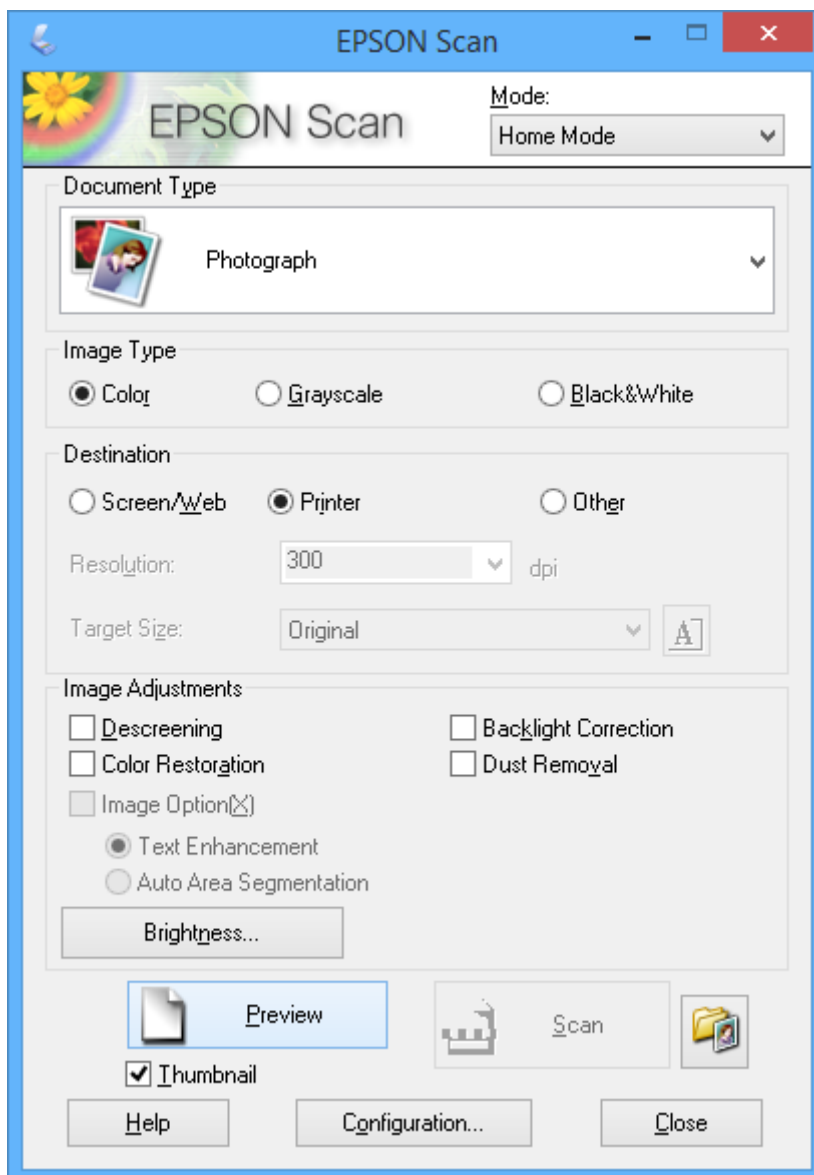 EPSON Scan
EPSON Scan
Mode:
Home Mode
Document Type
Photograph
Image Type
Color
Grayscale
Black&White
Destination
Screen/Web
Printer
Other
Resolution:
300
dpi
Target Size:
Original
A
Image Adjustments
Descreening
Backlight Correction
Color Restoration
Dust Removal
Image Option(X)
Text Enhancement
Auto Area Segmentation
Brightness...
Preview
Scan
Thumbnail
Help
Configuration...
Close